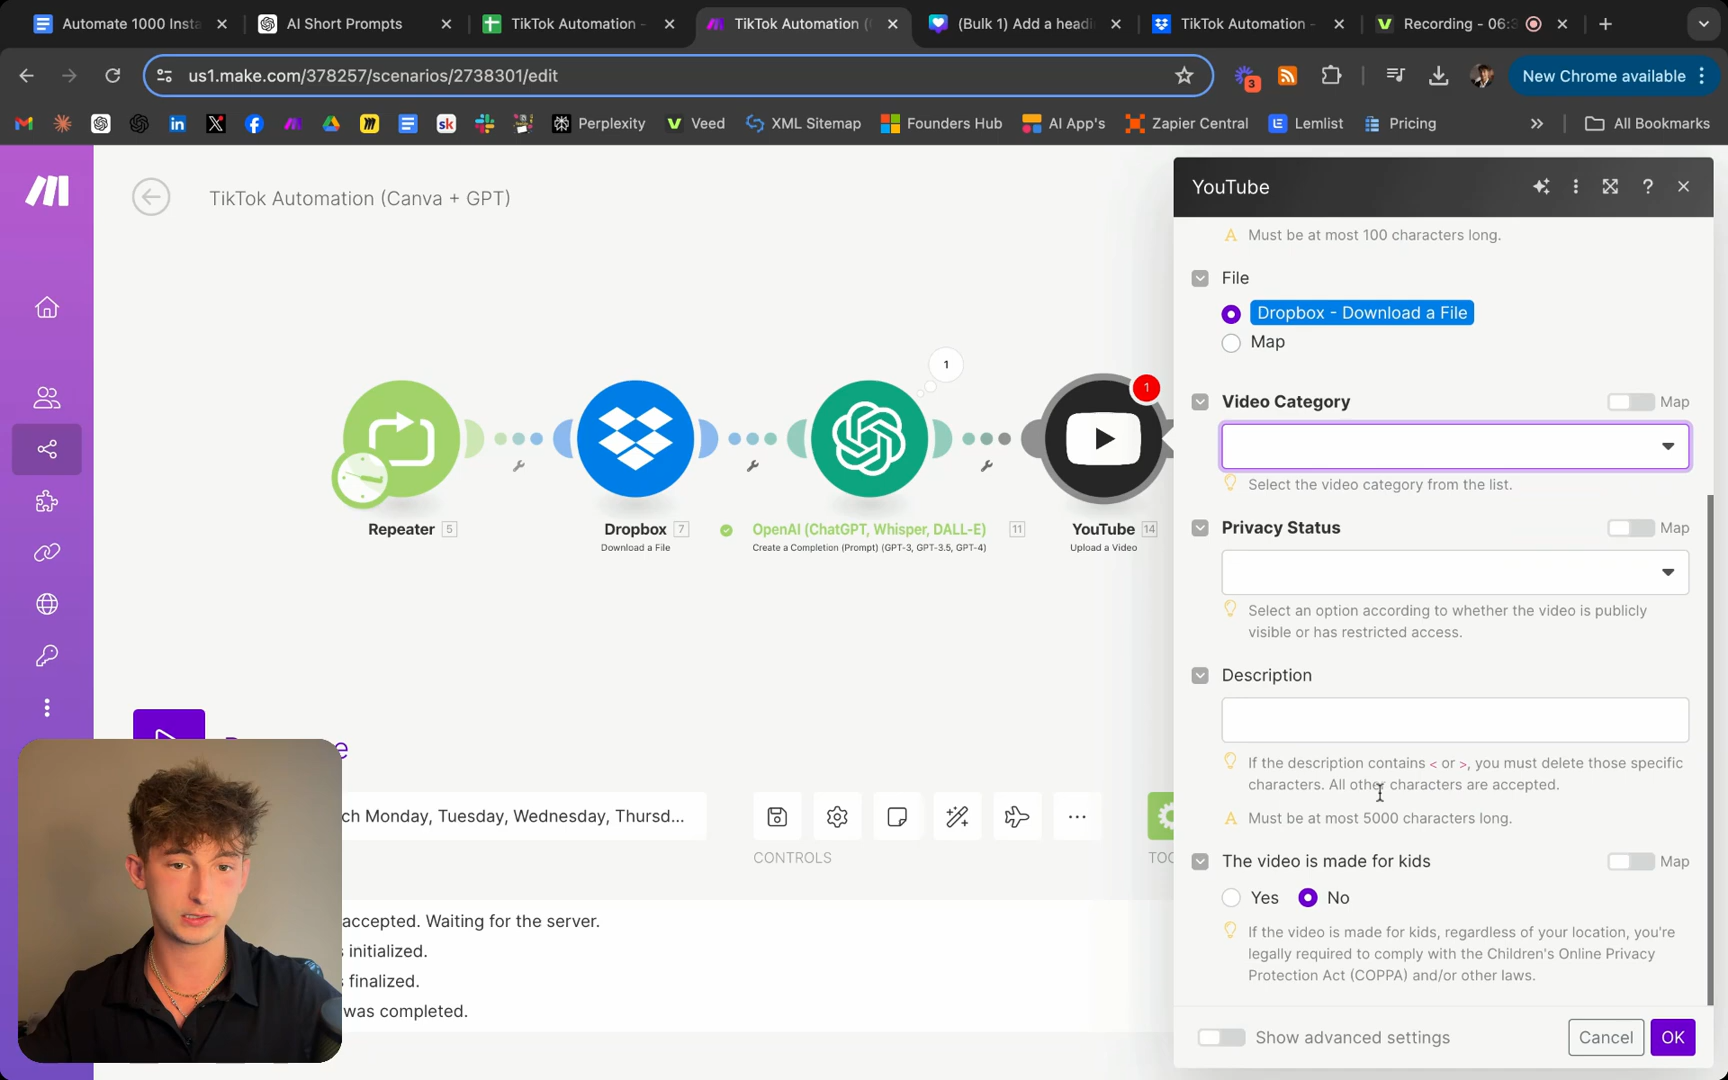 Automate 1000 Insta
AI Short Prompts
TikTok Automation -
TikTok Automation (
(Bulk 1) Add a headi
TikTok Automation -
Recording - 06:3
us1.make.com/378257/scenarios/2738301/edit
3
New Chrome available
Perplexity
Veed
XML Sitemap
Founders Hub
AI App's
Zapier Central
Lemlist
Pricing
All Bookmarks
TikTok Automation (Canva + GPT)
YouTube
Must be at most 100 characters long.
File
Dropbox - Download a File
Map
1
1
Video Category
Map
Select the video category from the list.
Repeater 5
Dropbox 7
Download a File
OpenAI (ChatGPT, Whisper, DALL-E) 11
Create a Completion (Prompt) (GPT-3, GPT-3.5, GPT-4)
YouTube 14
Upload a Video
Privacy Status
Map
Select an option according to whether the video is publicly
visible or has restricted access.
Description
If the description contains < or >, you must delete those specific
characters. All other characters are accepted.
Must be at most 5000 characters long.
ch Monday, Tuesday, Wednesday, Thursd...
CONTROLS
TOO
The video is made for kids
Map
Yes
No
If the video is made for kids, regardless of your location, you're
legally required to comply with the Children's Online Privacy
Protection Act (COPPA) and/or other laws.
accepted. Waiting for the server.
initialized.
finalized.
was completed.
Show advanced settings
Cancel
OK